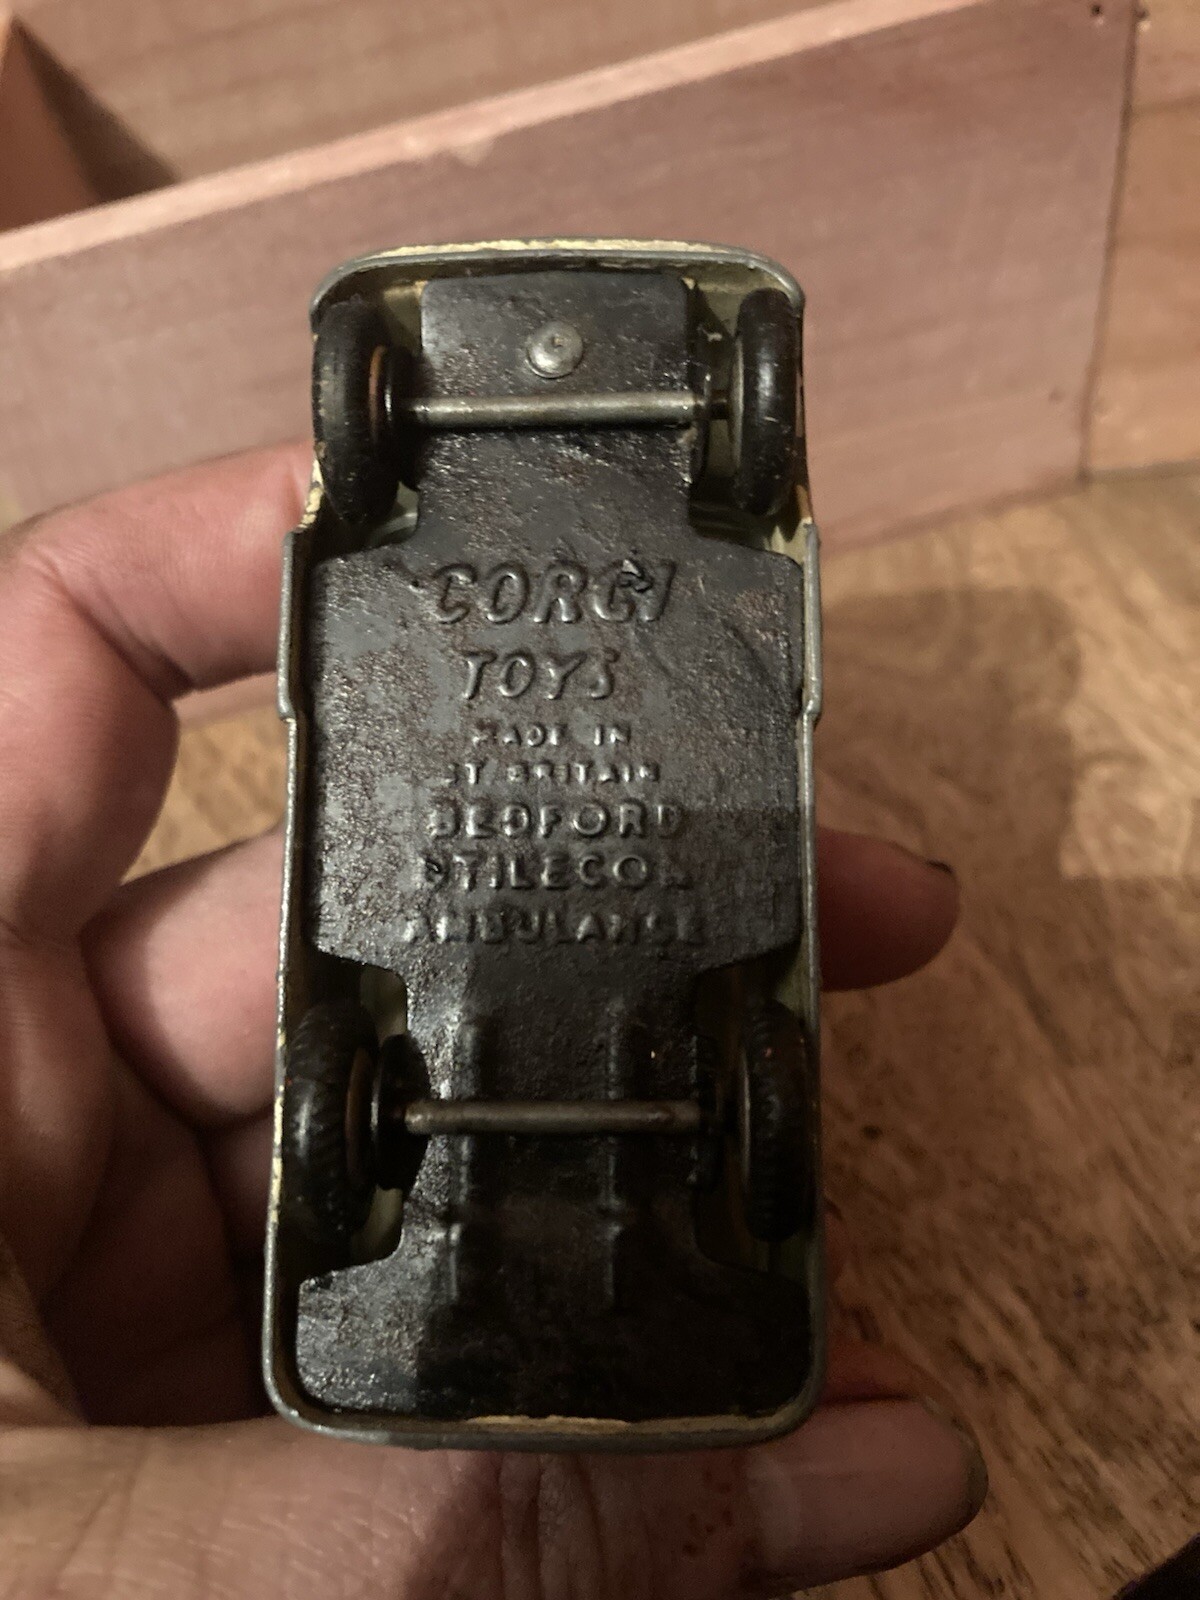 CORGI
TOYS
MADE IN
GT BRITAIN
BEDFORD
UTILECON
AMBULANCE